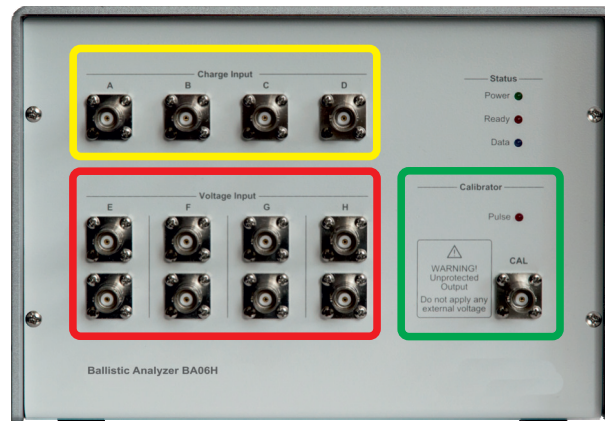 Charge Input
A B C D
Status
Power
Ready
Data
Voltage Input
E F G H
Calibrator
Pulse
WARNING!
Unprotected
Output
Do not apply any
external voltage
CAL
Ballistic Analyzer BA06H